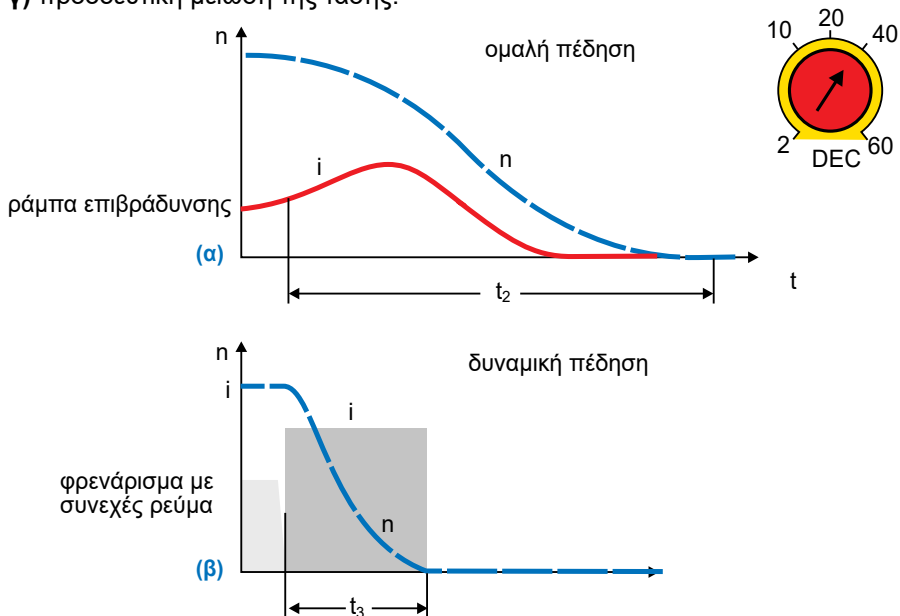 γ) προοδευτική μείωση της τάσης.
n
ομαλή πέδηση
10 20 40
2 60
DEC
i
n
ράμπα επιβράδυνσης
(α)
t
t2
n
δυναμική πέδηση
i
i
φρενάρισμα με
συνεχές ρεύμα
n
(β)
t3